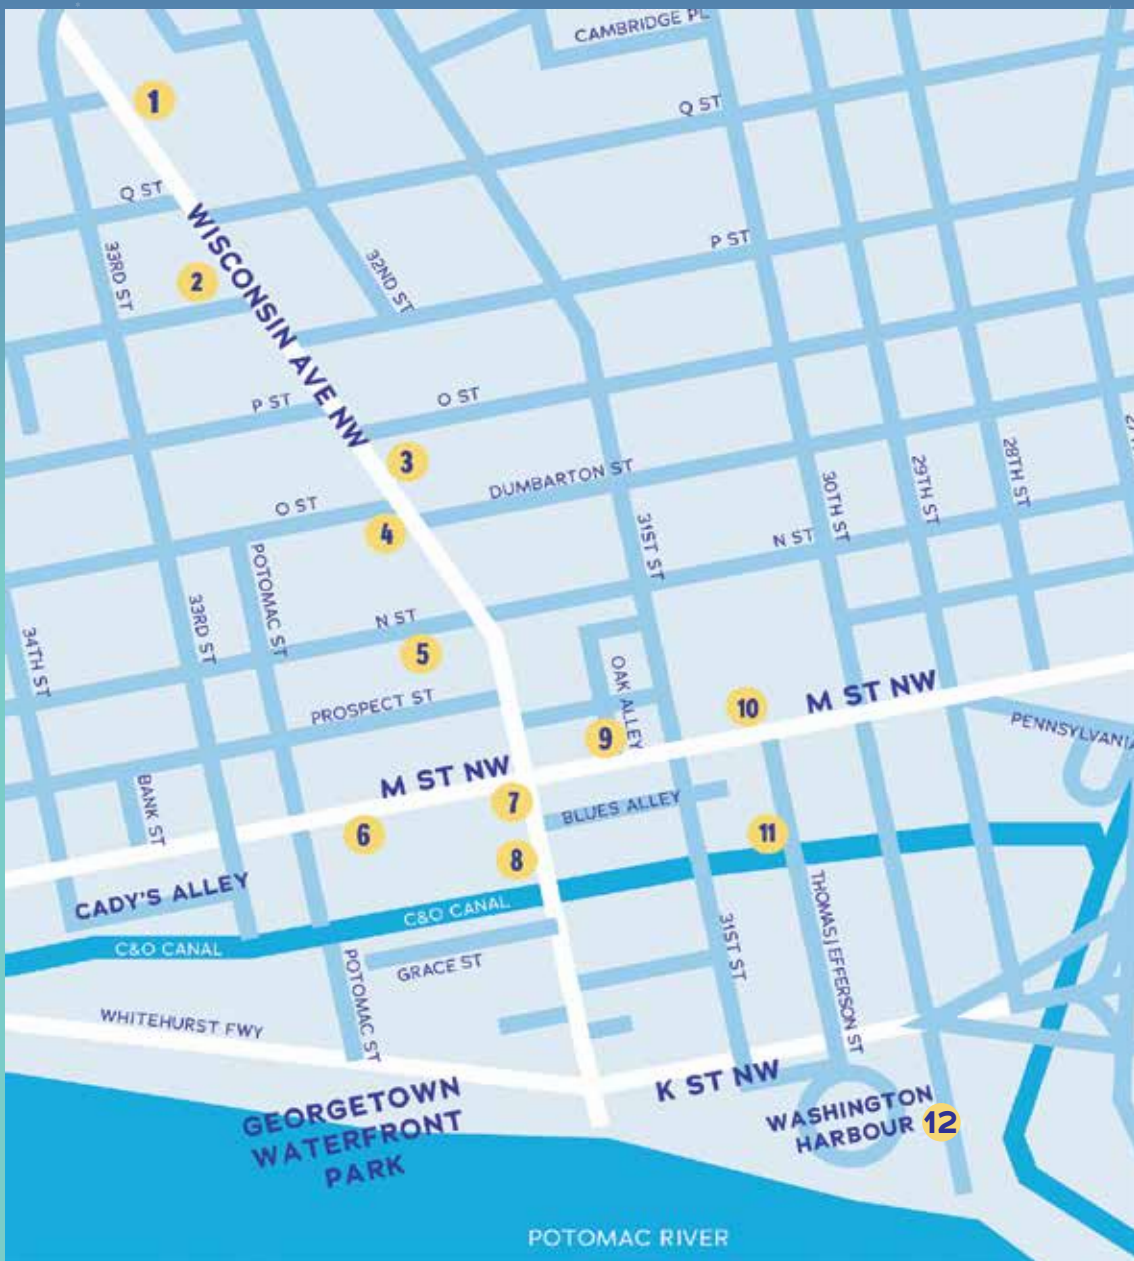 CAMBRIDGE PL
1
Q ST
Q ST
WISCONSIN AVE NW
33RD ST
2
32ND ST
P ST
P ST
O ST
3
DUMBARTON ST
O ST
4
30TH ST
29TH ST
28TH ST
31ST ST
N ST
POTOMAC ST
33RD ST
34TH ST
N ST
5
OAK ALLEY
PROSPECT ST
10
M ST NW
PENNSYLVANIA
9
M ST NW
BANK ST
7
BLUES ALLEY
6
11
8
CADY'S ALLEY
C&O CANAL
C&O CANAL
31ST ST
THOMAS JEFFERSON ST
GRACE ST
POTOMAC ST
WHITEHURST FWY
K ST NW
GEORGETOWN
WATERFRONT
PARK
WASHINGTON
HARBOUR 12
POTOMAC RIVER